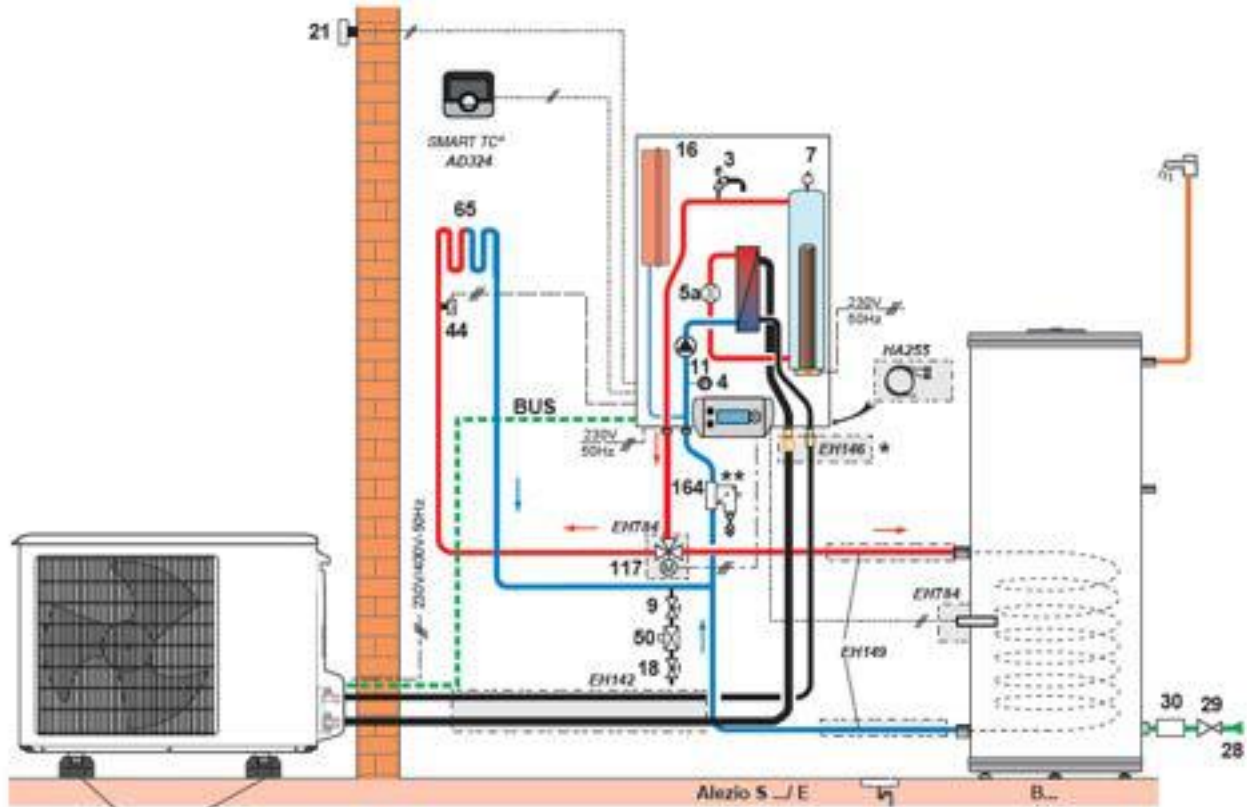 21
SMART TC°
AD324
16
3
7
65
5a
230V
50Hz
44
11
4
HA255
BUS
230V
50Hz
EH146 *
164
**
EH784
230V/400V-50Hz
117
9
EH784
50
EH149
18
EH142
30
29
28
Alezio S .../ E
B...